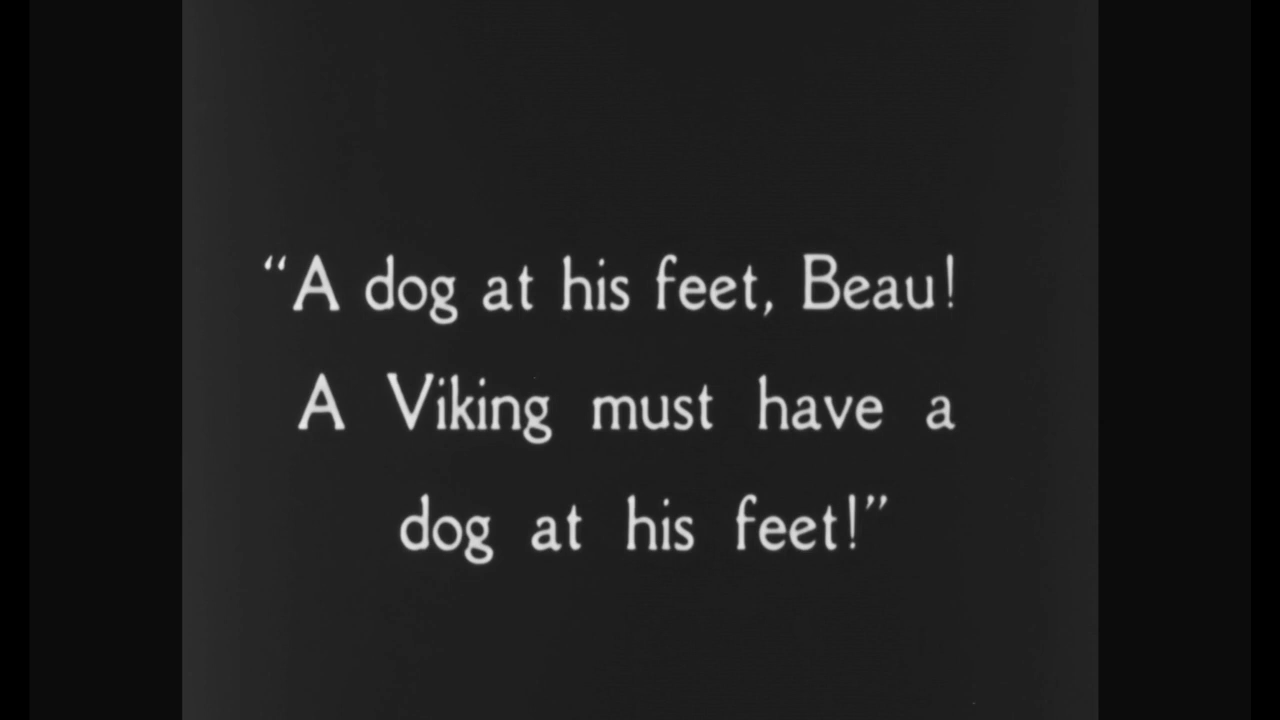 “A dog at his feet, Beau!
A Viking must have a
dog at his feet!”